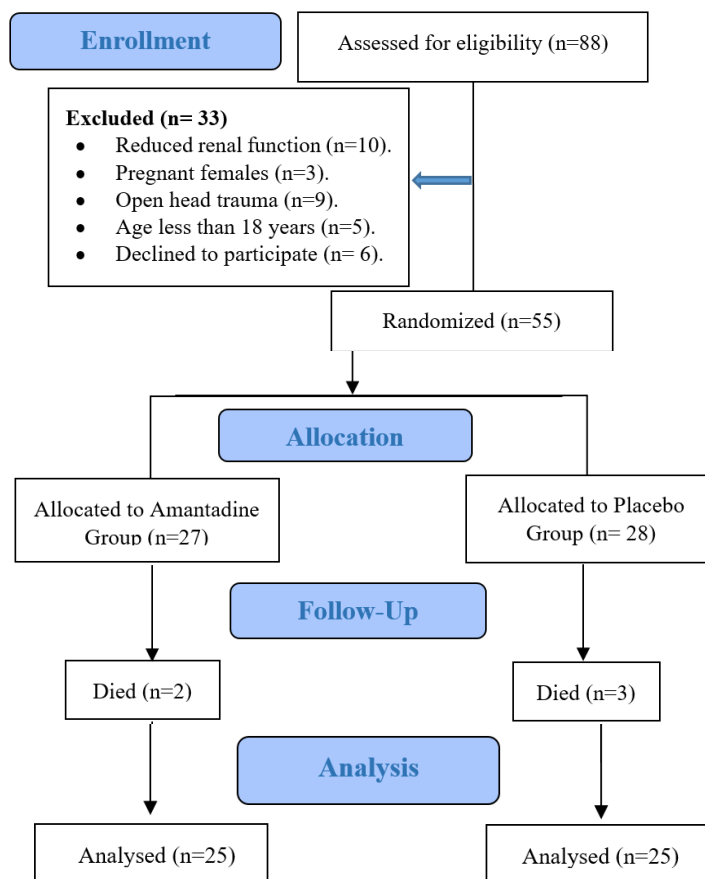 Enrollment
Assessed for eligibility (n=88)
Excluded (n= 33)
• Reduced renal function (n=10).
• Pregnant females (n=3).
• Open head trauma (n=9).
• Age less than 18 years (n=5).
• Declined to participate (n= 6).
Randomized (n=55)
Allocation
Allocated to Amantadine
Group (n=27)
Allocated to Placebo
Group (n= 28)
Follow-Up
Died (n=2)
Died (n=3)
Analysis
Analysed (n=25)
Analysed (n=25)